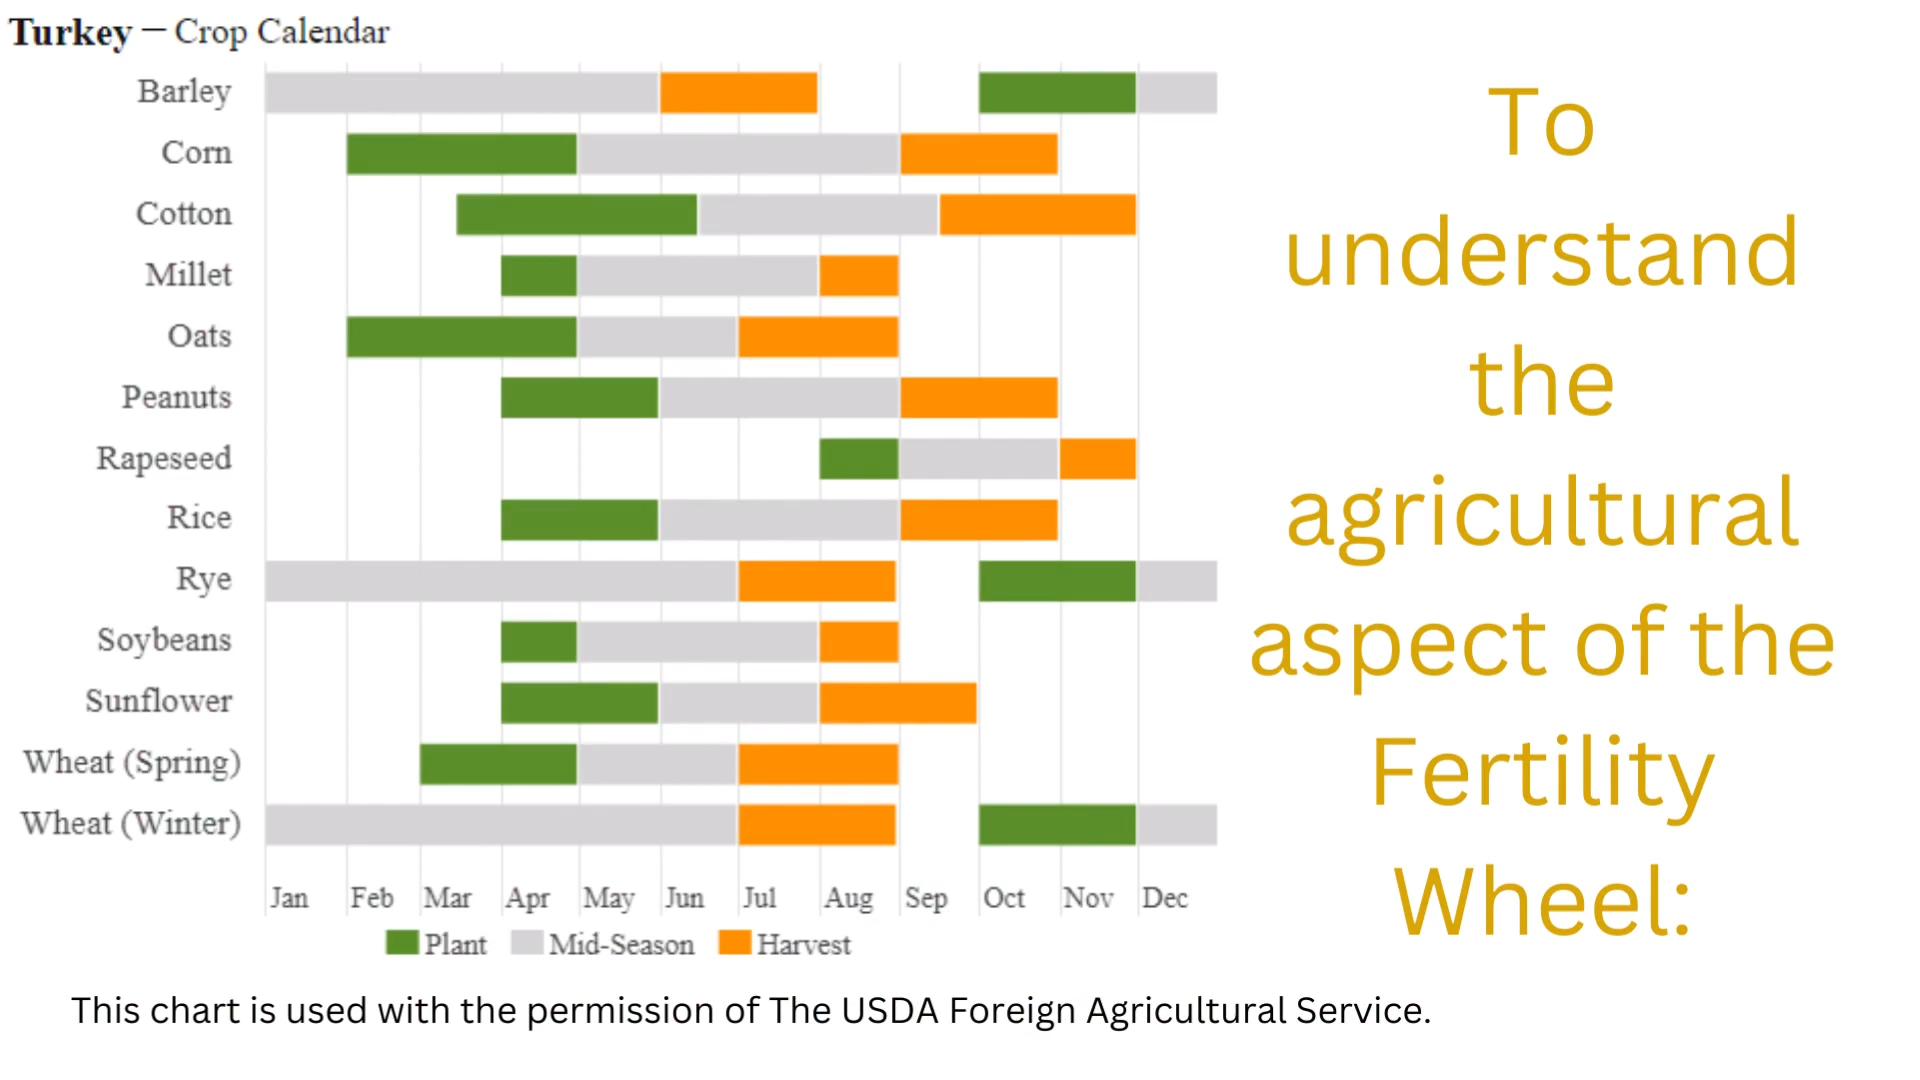 Turkey — Crop Calendar
Barley
Corn
Cotton
Millet
Oats
Peanuts
Rapeseed
Rice
Rye
Soybeans
Sunflower
Wheat (Spring)
Wheat (Winter)
Jan Feb Mar Apr May Jun Jul Aug Sep Oct Nov Dec
Plant Mid-Season Harvest
To
understand
the
agricultural
aspect of the
Fertility
Wheel:
This chart is used with the permission of The USDA Foreign Agricultural Service.